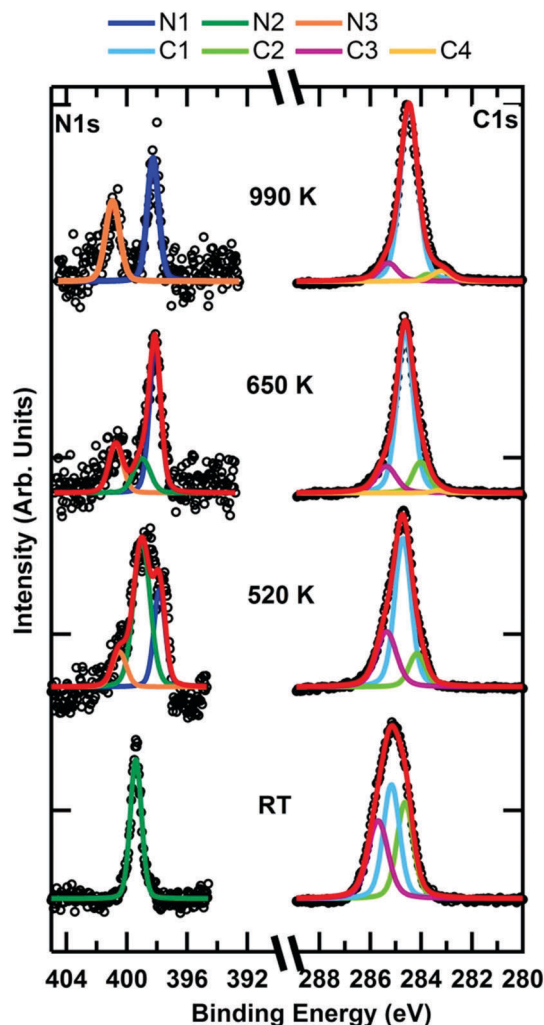 N1 N2 N3
C1 C2 C3 C4
N1s C1s
990 K
650 K
520 K
RT
Intensity (Arb. Units)
404 400 396 392 288 286 284 282 280
Binding Energy (eV)